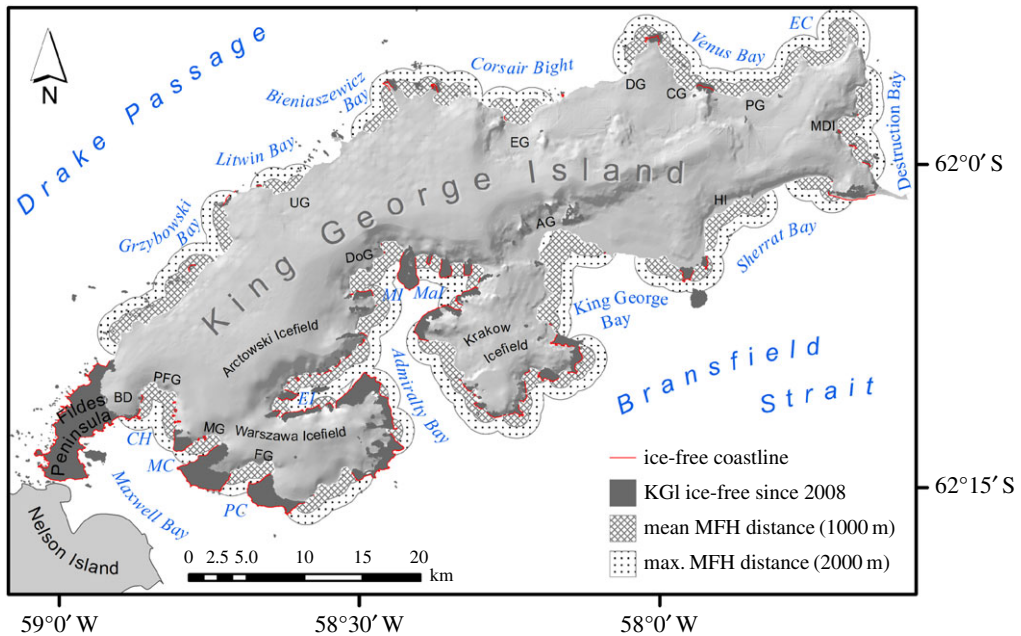 EC
Venus Bay
Drake Passage
Corsair Bight
Bieniaszewicz
Bay
N
DG
CG
PG
MDI
Destruction Bay
EG
Litwin Bay
62°0′ S
King George Island
UG
HI
AG
Grzybowski
Bay
Sherrat Bay
DoG
MI
MaI
King George
Bay
Krakow
Icefield
Arctowski Icefield
Admiralty Bay
Bransfield
Strait
PFG
EI
BD
Fildes
Peninsula
CH
MG
Warszawa Icefield
FG
MC
PC
Maxwell Bay
Nelson Island
ice-free coastline
KGI ice-free since 2008
mean MFH distance (1000 m)
max. MFH distance (2000 m)
62°15′ S
0 2.5 5.0 10 15 20
km
59°0′ W
58°30′ W
58°0′ W